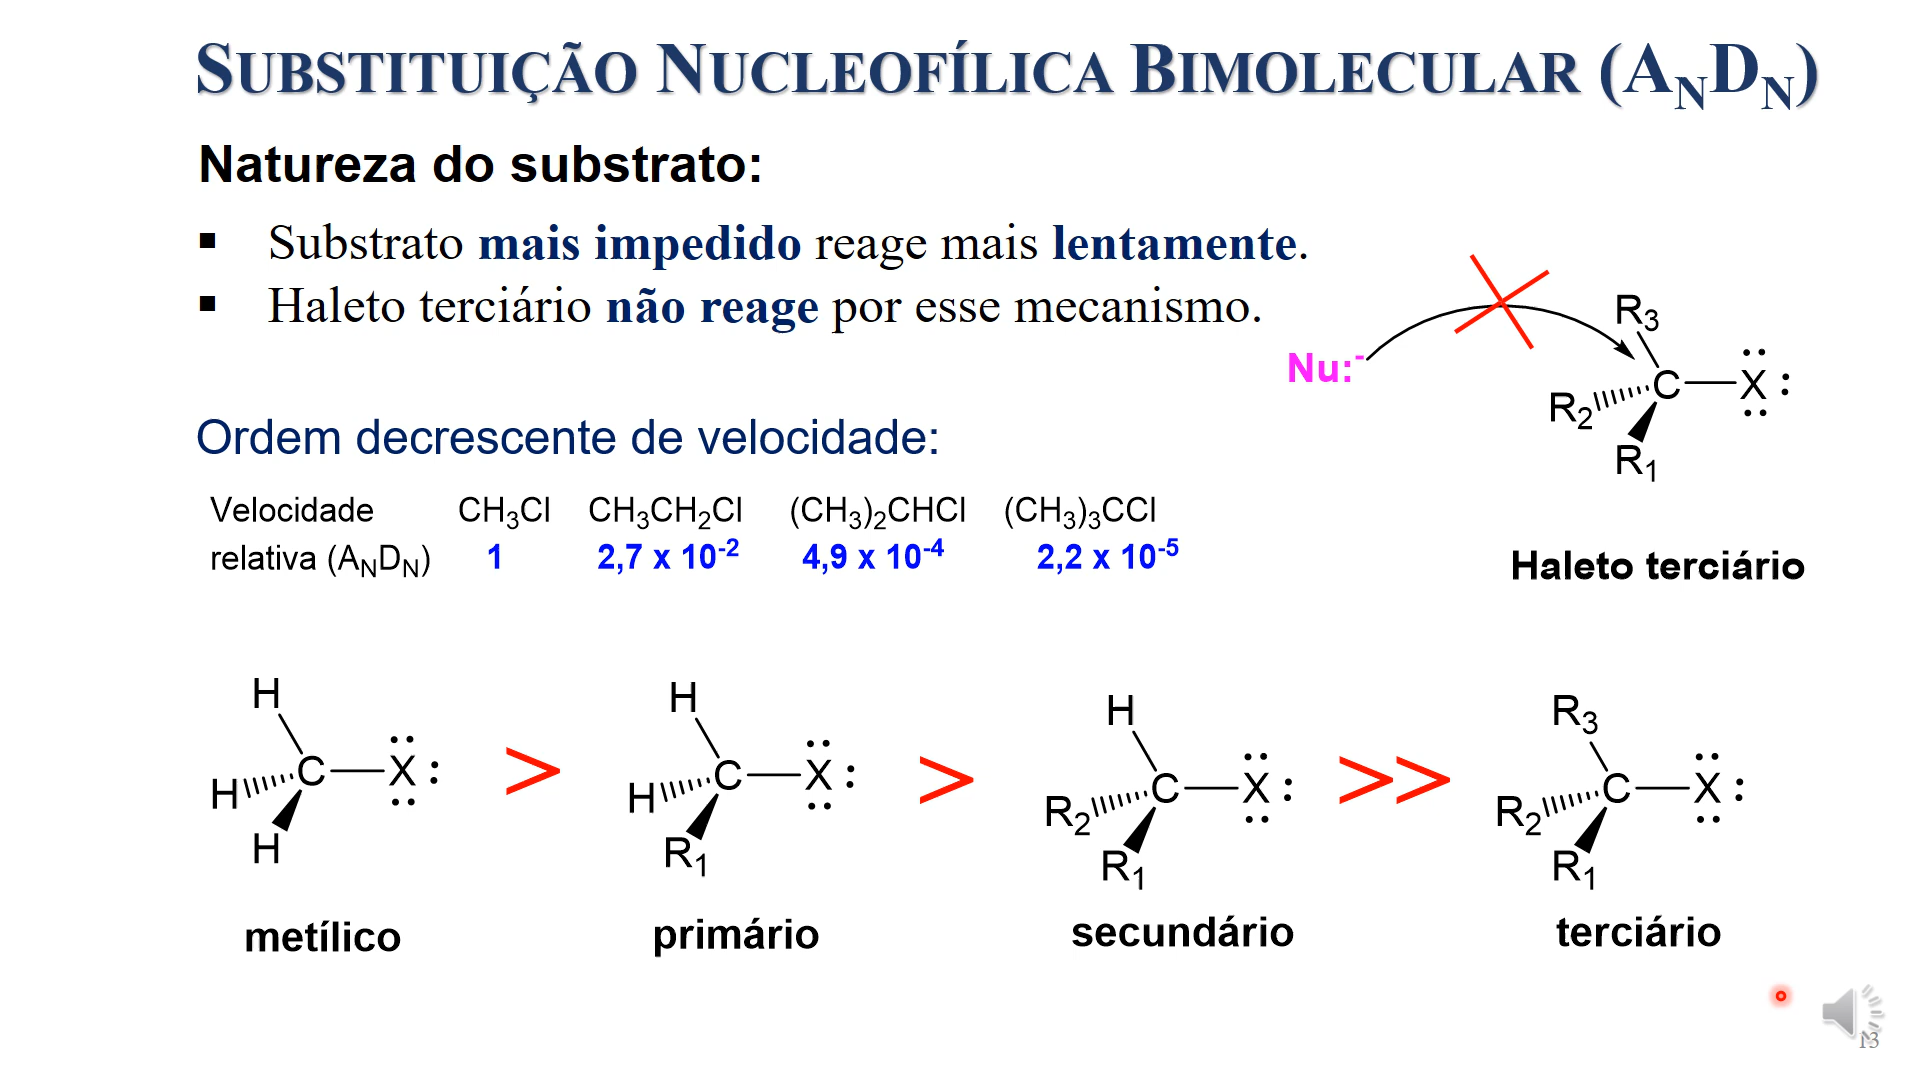 SUBSTITUIÇÃO NUCLEOFÍLICA BIMOLECULAR (ANDN)
Natureza do substrato:
▪ Substrato mais impedido reage mais lentamente.
▪ Haleto terciário não reage por esse mecanismo.
Nu:-
R3
C
X
R2
R1
Haleto terciário
Ordem decrescente de velocidade:
Velocidade CH3Cl CH3CH2Cl (CH3)2CHCl (CH3)3CCl
relativa (ANDN) 1 2,7 x 10-2 4,9 x 10-4 2,2 x 10-5
H H H R3
H C X : > H C X : > R2 C X : >> R2 C X :
H R1 R1 R1
metílico primário secundário terciário
13